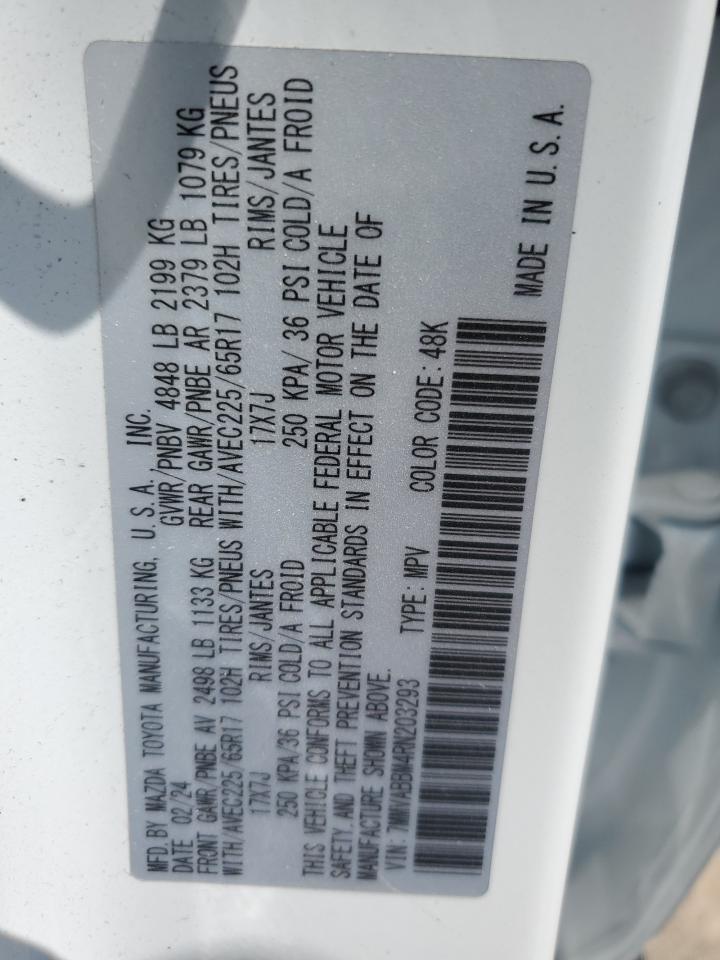 MFD. BY MAZDA TOYOTA MANUFACTURING, U.S.A. INC.
DATE 02/24 GVWR/PNBV 4848 LB 2199 KG
FRONT GAWR/PNBE AV 2498 LB 1133 KG REAR GAWR/PNBE AR 2379 LB 1079 KG
WITH/AVEC225/65R17 102H TIRES/PNEUS WITH/AVEC225/65R17 102H TIRES/PNEUS
17X7J RIMS/JANTES 17X7J RIMS/JANTES
250 KPA/36 PSI COLD/A FROID 250 KPA/ 36 PSI COLD/A FROID
THIS VEHICLE CONFORMS TO ALL APPLICABLE FEDERAL MOTOR VEHICLE
SAFETY, AND THEFT PREVENTION STANDARDS IN EFFECT ON THE DATE OF
MANUFACTURE SHOWN ABOVE.
VIN: 7MMVABBM4RN203293 TYPE: MPV COLOR CODE: 48K
MADE IN U.S.A.